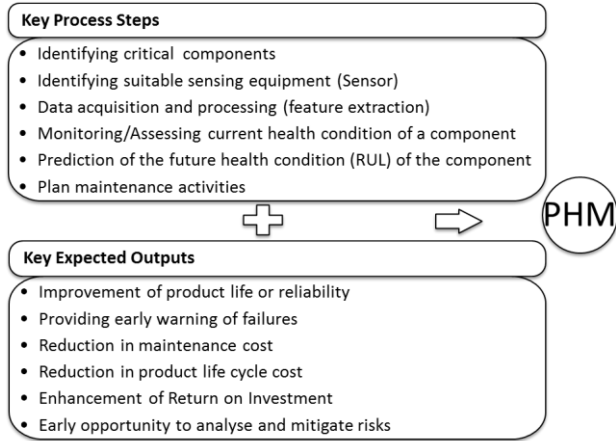 Key Process Steps
• Identifying critical components
• Identifying suitable sensing equipment (Sensor)
• Data acquisition and processing (feature extraction)
• Monitoring/Assessing current health condition of a component
• Prediction of the future health condition (RUL) of the component
• Plan maintenance activities
PHM
Key Expected Outputs
• Improvement of product life or reliability
• Providing early warning of failures
• Reduction in maintenance cost
• Reduction in product life cycle cost
• Enhancement of Return on Investment
• Early opportunity to analyse and mitigate risks